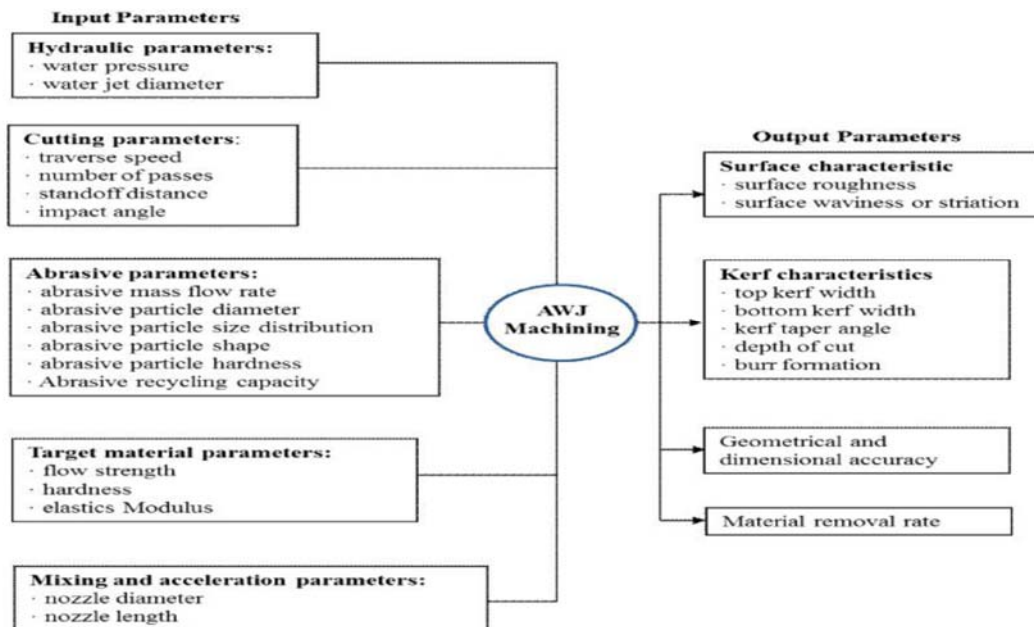 Input Parameters
Hydraulic parameters:
· water pressure
· water jet diameter
Cutting parameters:
· traverse speed
· number of passes
· standoff distance
· impact angle
Abrasive parameters:
· abrasive mass flow rate
· abrasive particle diameter
· abrasive particle size distribution
· abrasive particle shape
· abrasive particle hardness
· Abrasive recycling capacity
Target material parameters:
· flow strength
· hardness
· elastics Modulus
Mixing and acceleration parameters:
· nozzle diameter
· nozzle length
AWJ
Machining
Output Parameters
Surface characteristic
· surface roughness
· surface waviness or striation
Kerf characteristics
· top kerf width
· bottom kerf width
· kerf taper angle
· depth of cut
· burr formation
Geometrical and
dimensional accuracy
Material removal rate